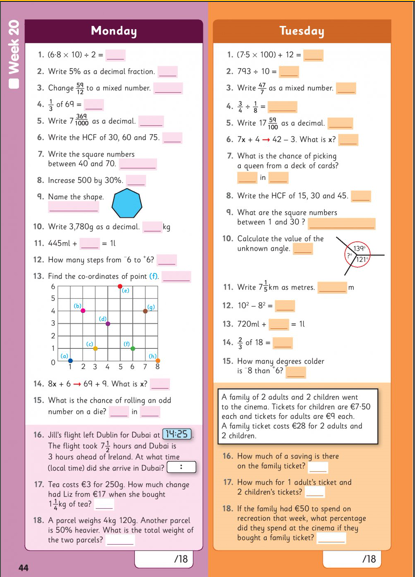 Week 20
Monday
1. (6·8 × 10) ÷ 2 =
2. Write 5% as a decimal fraction.
3. Change 59/12 to a mixed number.
4. 1/3 of 69 =
5. Write 7 369/1000 as a decimal.
6. Write the HCF of 30, 60 and 75.
7. Write the square numbers
between 40 and 70.
8. Increase 500 by 30%.
9. Name the shape.
10. Write 3,780g as a decimal. kg
11. 445ml + = 1l
12. How many steps from ⁻6 to ⁺6?
13. Find the co-ordinates of point (f).
6
5
4
3
2
1
0
1 2 3 4 5 6 7 8
(e)
(b)
(g)
(d)
(c)
(f)
(a)
(h)
14. 8x + 6 → 69 + 9. What is x?
15. What is the chance of rolling an odd
number on a die? in
16. Jill's flight left Dublin for Dubai at 14:25.
The flight took 7 1/2 hours and Dubai is
3 hours ahead of Ireland. At what time
(local time) did she arrive in Dubai? :
17. Tea costs €3 for 250g. How much change
had Liz from €17 when she bought
1 1/4 kg of tea?
18. A parcel weighs 4kg 120g. Another parcel
is 50% heavier. What is the total weight of
the two parcels?
/18
44
Tuesday
1. (7·5 × 100) + 12 =
2. 793 ÷ 10 =
3. Write 47/7 as a mixed number.
4. 3/4 ÷ 1/8 =
5. Write 17 59/100 as a decimal.
6. 7x + 4 → 42 – 3. What is x?
7. What is the chance of picking
a queen from a deck of cards?
in
8. Write the HCF of 15, 30 and 45.
9. What are the square numbers
between 1 and 30 ?
10. Calculate the value of the
unknown angle.
139°
?°
121°
11. Write 7 1/5 km as metres. m
12. 10² – 8² =
13. 720ml + = 1l
14. 2/3 of 18 =
15. How many degrees colder
is ⁻8 than ⁺6?
A family of 2 adults and 2 children went
to the cinema. Tickets for children are €7·50
each and tickets for adults are €9 each.
A family ticket costs €28 for 2 adults and
2 children.
16. How much of a saving is there
on the family ticket?
17. How much for 1 adult's ticket and
2 children's tickets?
18. If the family had €50 to spend on
recreation that week, what percentage
did they spend at the cinema if they
bought a family ticket?
/18